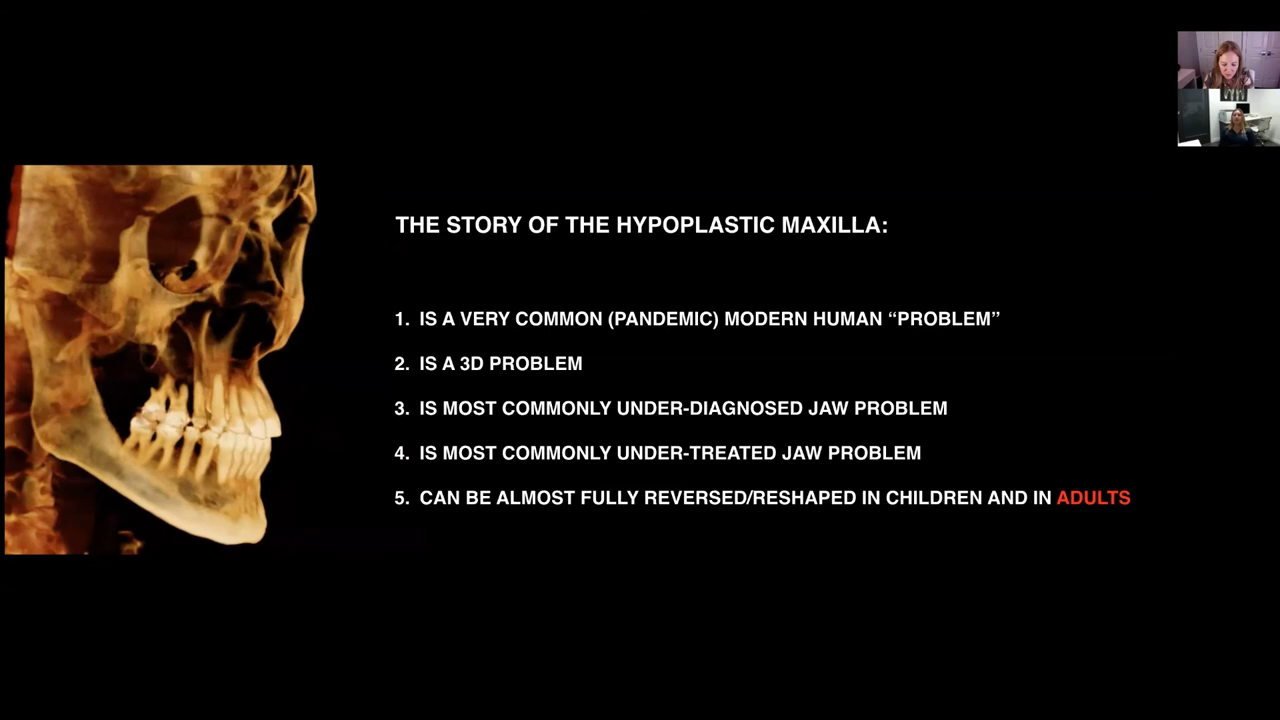 THE STORY OF THE HYPOPLASTIC MAXILLA:
1. IS A VERY COMMON (PANDEMIC) MODERN HUMAN “PROBLEM”
2. IS A 3D PROBLEM
3. IS MOST COMMONLY UNDER-DIAGNOSED JAW PROBLEM
4. IS MOST COMMONLY UNDER-TREATED JAW PROBLEM
5. CAN BE ALMOST FULLY REVERSED/RESHAPED IN CHILDREN AND IN ADULTS